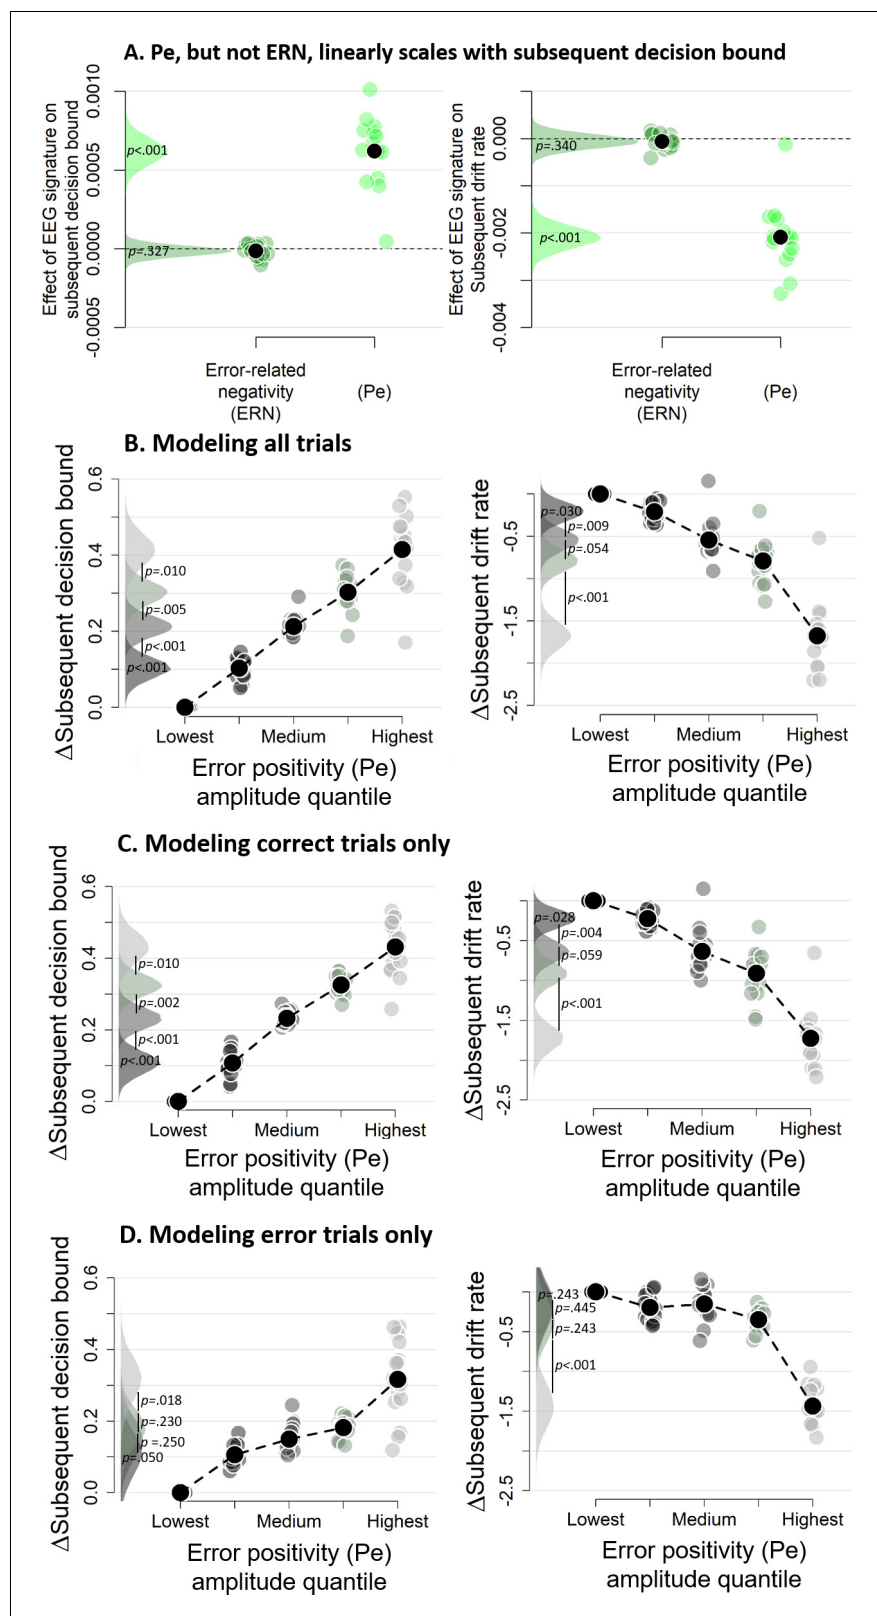 A. Pe, but not ERN, linearly scales with subsequent decision bound
Effect of EEG signature on
subsequent decision bound
0.0010
0.0005
0.0000
-0.0005
p<.001
p=.327
Error-related
negativity
(ERN)
(Pe)
Effect of EEG signature on
Subsequent drift rate
0.000
-0.002
-0.004
p=.340
p<.001
Error-related
negativity
(ERN)
(Pe)
B. Modeling all trials
ΔSubsequent decision bound
0.6
0.4
0.2
0.0
p=.010
p=.005
p<.001
p<.001
Lowest
Medium
Highest
Error positivity (Pe)
amplitude quantile
ΔSubsequent drift rate
-0.5
-1.5
-2.5
p=.030
p=.009
p=.054
p<.001
Lowest
Medium
Highest
Error positivity (Pe)
amplitude quantile
C. Modeling correct trials only
ΔSubsequent decision bound
0.6
0.4
0.2
0.0
p=.010
p=.002
p<.001
p<.001
Lowest
Medium
Highest
Error positivity (Pe)
amplitude quantile
ΔSubsequent drift rate
-0.5
-1.5
-2.5
p=.028
p=.004
p=.059
p<.001
Lowest
Medium
Highest
Error positivity (Pe)
amplitude quantile
D. Modeling error trials only
ΔSubsequent decision bound
0.6
0.4
0.2
0.0
p=.018
p=.230
p =.250
p=.050
Lowest
Medium
Highest
Error positivity (Pe)
amplitude quantile
ΔSubsequent drift rate
-0.5
-1.5
-2.5
p=.243
p=.445
p=.243
p<.001
Lowest
Medium
Highest
Error positivity (Pe)
amplitude quantile